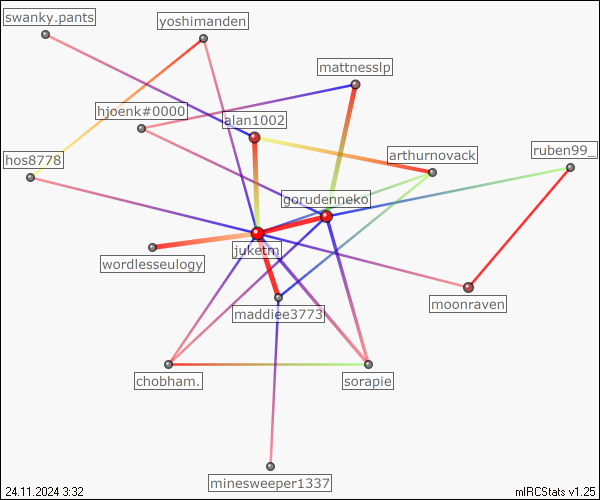 swanky.pants
yoshimanden
mattnesslp
hjoenk#0000
alan1002
ruben99_
arthurnovack
hos8778
gorudenneko
juketm
wordlesseulogy
moonraven
maddiee3773
chobham.
sorapie
minesweeper1337
24.11.2024 3:32
mIRCStats v1.25